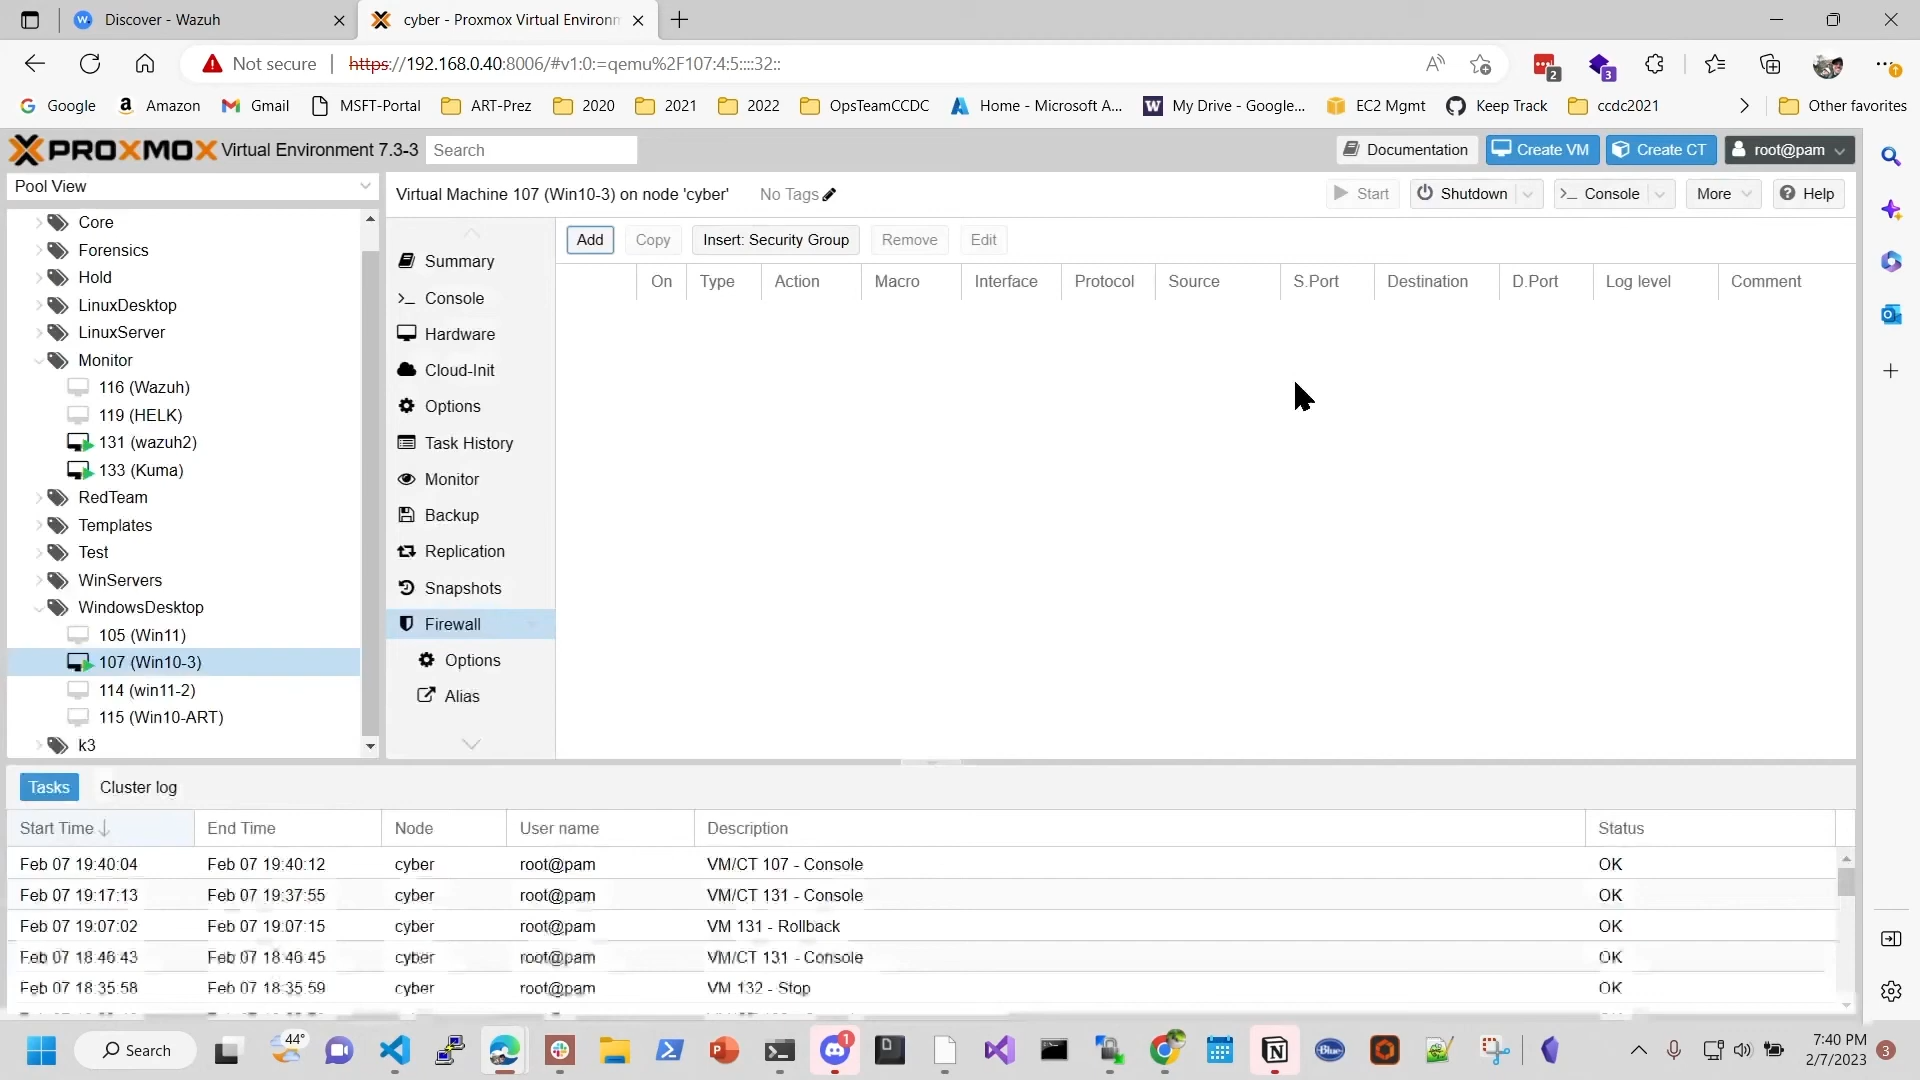 Discover - Wazuh
cyber - Proxmox Virtual Environm
Not secure
https://192.168.0.40:8006/#v1:0:=qemu%2F107:4:5::::32::
2
3
Google
Amazon
Gmail
MSFT-Portal
ART-Prez
2020
2021
2022
OpsTeamCCDC
Home - Microsoft A...
My Drive - Google...
EC2 Mgmt
Keep Track
ccdc2021
Other favorites
PROXMOX Virtual Environment 7.3-3
Search
Documentation
Create VM
Create CT
root@pam
Pool View
Virtual Machine 107 (Win10-3) on node 'cyber'
No Tags
Start
Shutdown
Console
More
Help
Core
Forensics
Hold
LinuxDesktop
LinuxServer
Monitor
116 (Wazuh)
119 (HELK)
131 (wazuh2)
133 (Kuma)
RedTeam
Templates
Test
WinServers
WindowsDesktop
105 (Win11)
107 (Win10-3)
114 (win11-2)
115 (Win10-ART)
k3
Summary
Console
Hardware
Cloud-Init
Options
Task History
Monitor
Backup
Replication
Snapshots
Firewall
Options
Alias
Add
Copy
Insert: Security Group
Remove
Edit
On
Type
Action
Macro
Interface
Protocol
Source
S.Port
Destination
D.Port
Log level
Comment
Tasks
Cluster log
Start Time
End Time
Node
User name
Description
Status
Feb 07 19:40:04 Feb 07 19:40:12 cyber root@pam VM/CT 107 - Console OK
Feb 07 19:17:13 Feb 07 19:37:55 cyber root@pam VM/CT 131 - Console OK
Feb 07 19:07:02 Feb 07 19:07:15 cyber root@pam VM 131 - Rollback OK
Feb 07 18:46:43 Feb 07 18:46:45 cyber root@pam VM/CT 131 - Console OK
Feb 07 18:35:58 Feb 07 18:35:59 cyber root@pam VM 132 - Stop OK
Search
44°
1
Blue
7:40 PM
2/7/2023
3